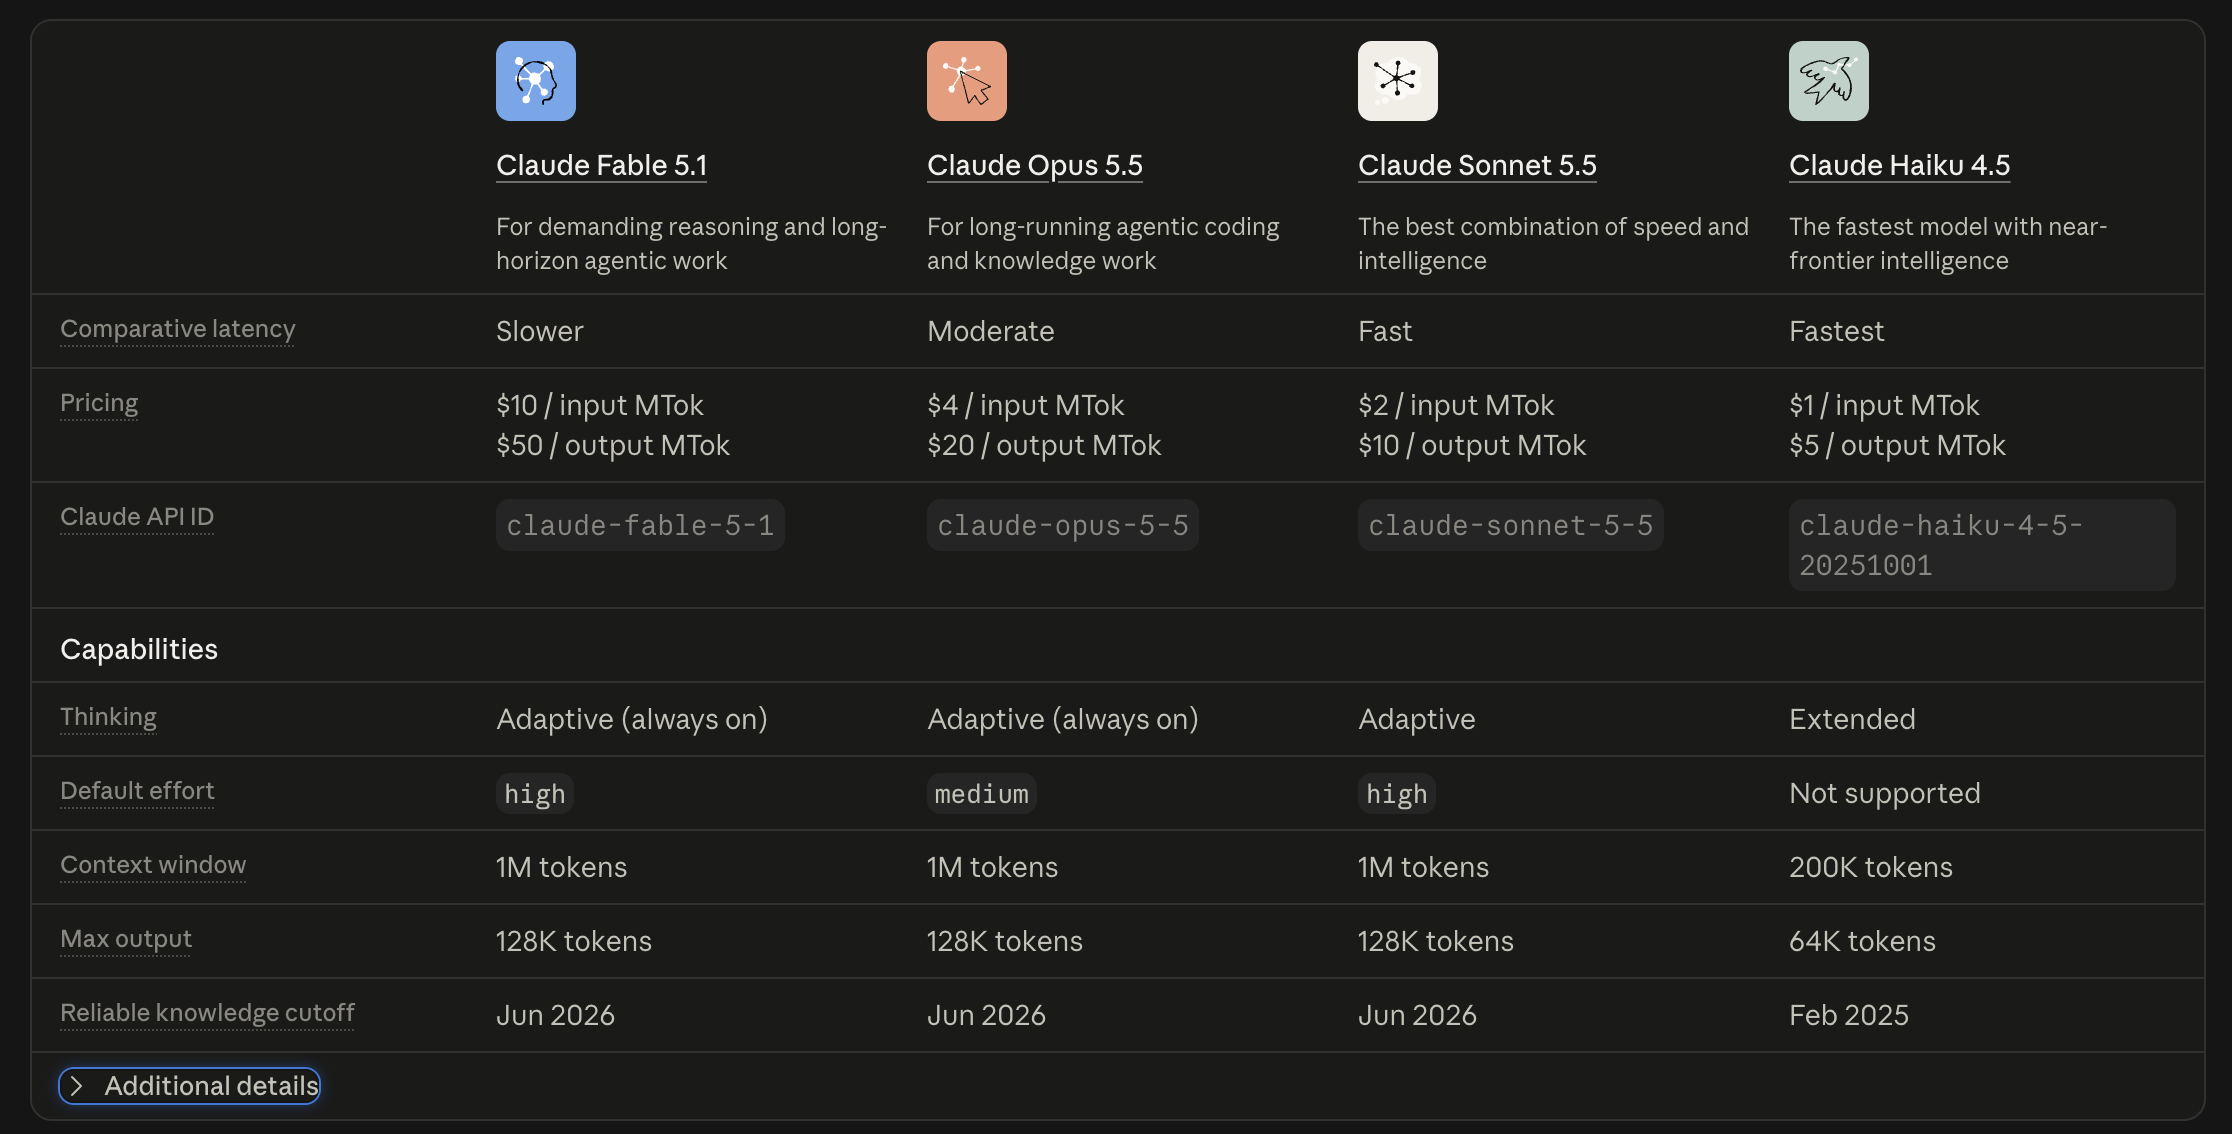 Claude Fable 5.1
For demanding reasoning and long-
horizon agentic work
Claude Opus 5.5
For long-running agentic coding
and knowledge work
Claude Sonnet 5.5
The best combination of speed and
intelligence
Claude Haiku 4.5
The fastest model with near-
frontier intelligence
Comparative latency
Slower
Moderate
Fast
Fastest
Pricing
$10 / input MTok
$50 / output MTok
$4 / input MTok
$20 / output MTok
$2 / input MTok
$10 / output MTok
$1 / input MTok
$5 / output MTok
Claude API ID
claude-fable-5-1
claude-opus-5-5
claude-sonnet-5-5
claude-haiku-4-5-
20251001
Capabilities
Thinking
Adaptive (always on)
Adaptive (always on)
Adaptive
Extended
Default effort
high
medium
high
Not supported
Context window
1M tokens
1M tokens
1M tokens
200K tokens
Max output
128K tokens
128K tokens
128K tokens
64K tokens
Reliable knowledge cutoff
Jun 2026
Jun 2026
Jun 2026
Feb 2025
Additional details